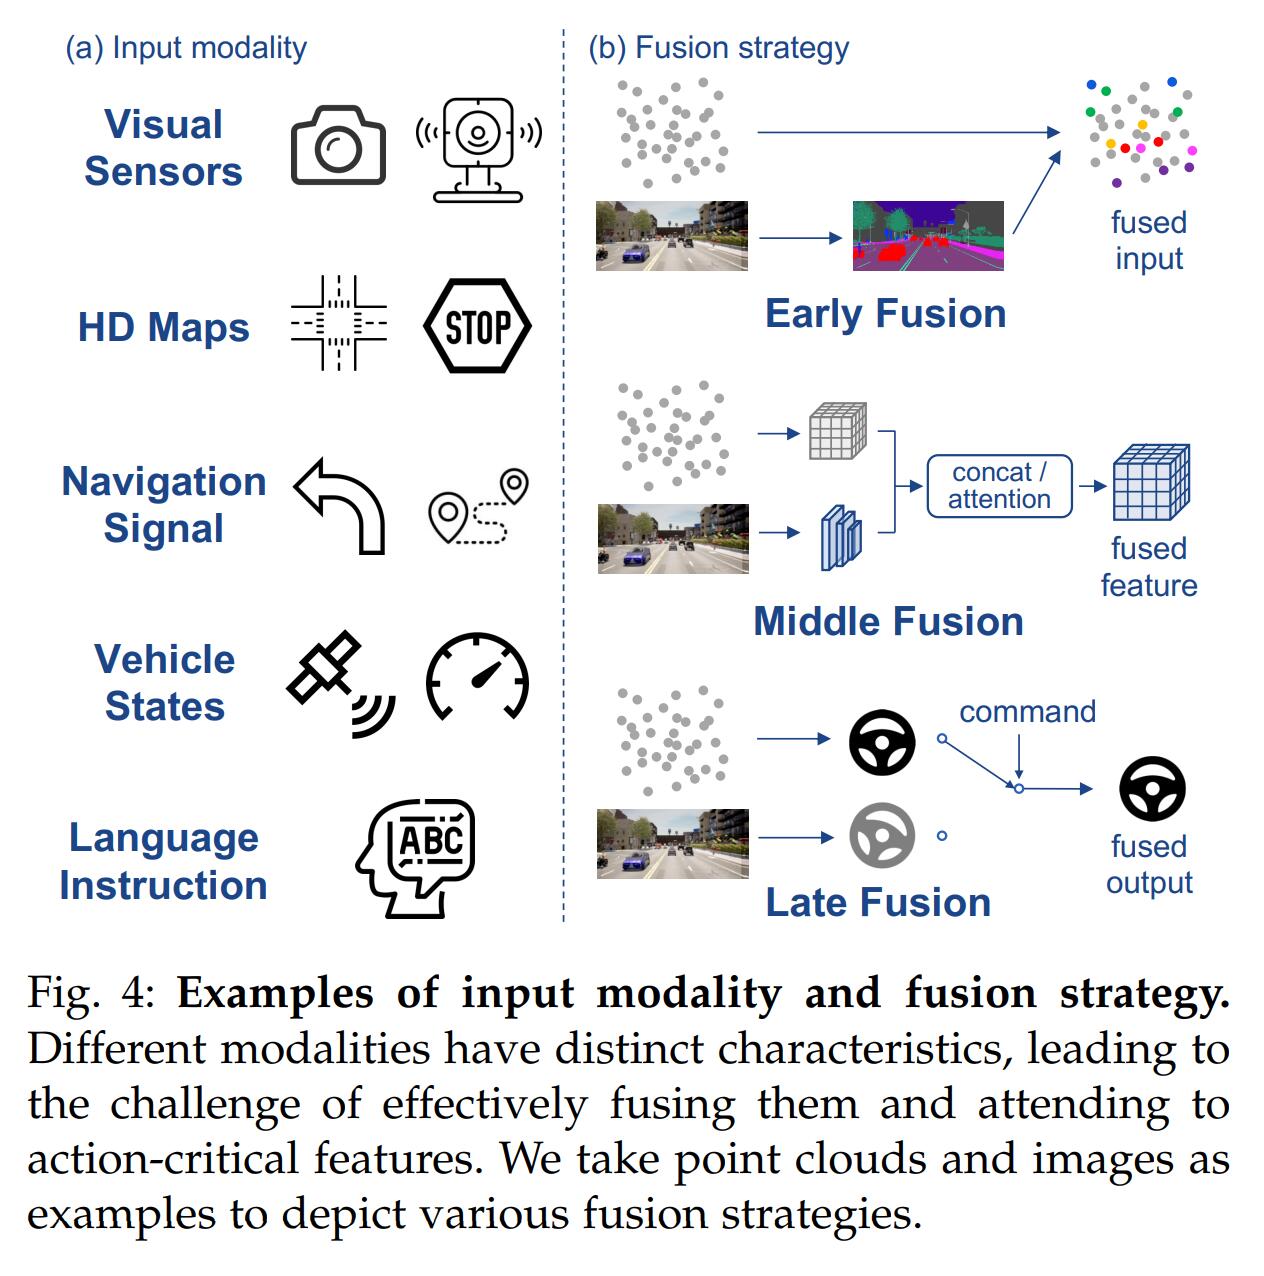 (a) Input modality
Visual
Sensors
HD Maps
STOP
Navigation
Signal
Vehicle
States
Language
Instruction
ABC
(b) Fusion strategy
fused
input
Early Fusion
concat /
attention
fused
feature
Middle Fusion
command
fused
output
Late Fusion
Fig. 4: Examples of input modality and fusion strategy.
Different modalities have distinct characteristics, leading to
the challenge of effectively fusing them and attending to
action-critical features. We take point clouds and images as
examples to depict various fusion strategies.